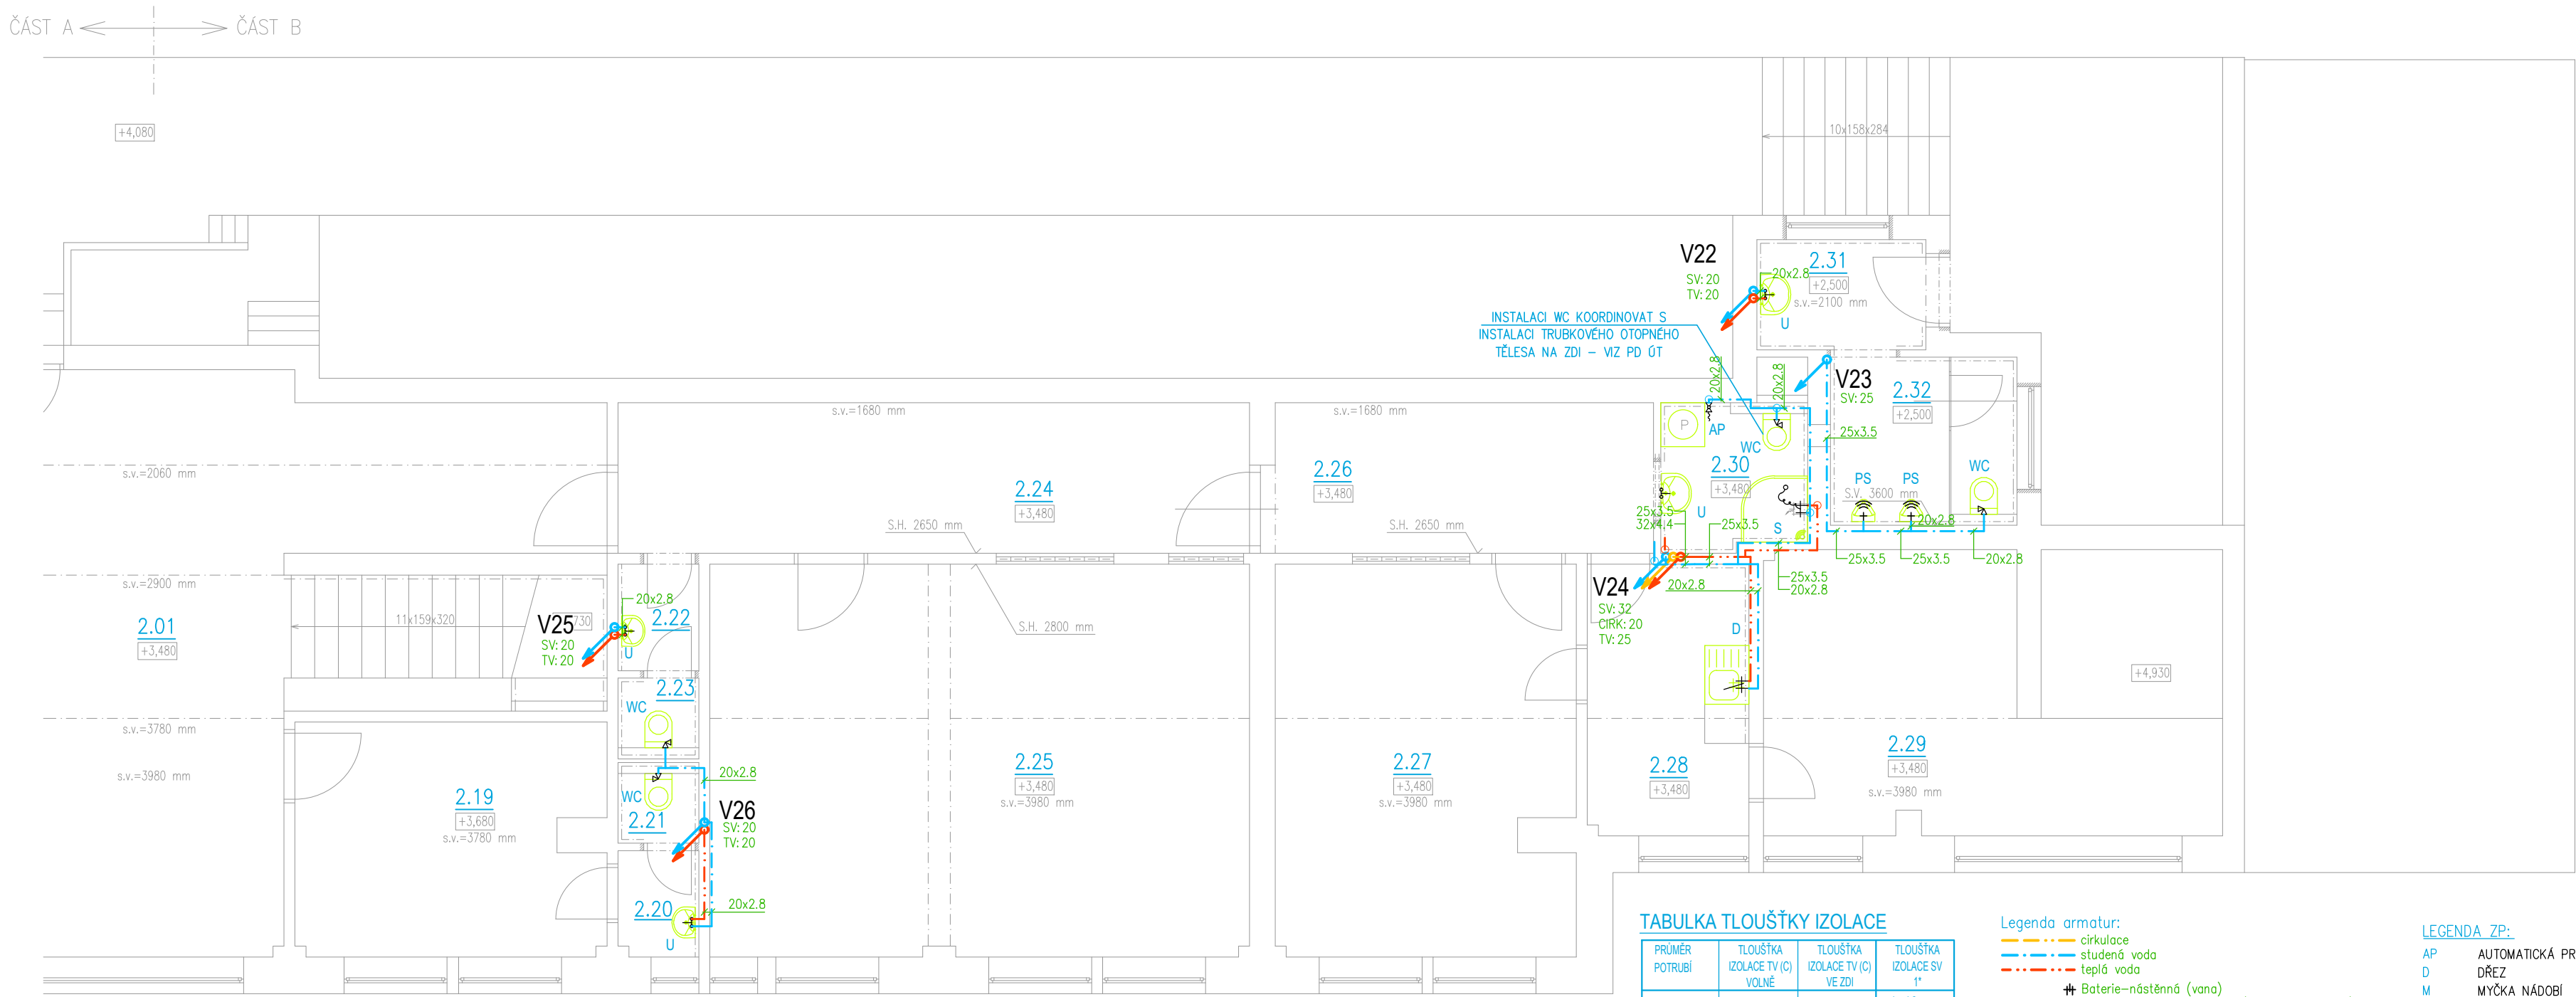 ČÁST A
ČÁST B
+4,080
10x158x284
V22
SV: 20
TV: 20
20x2.8
2.31
+2,500
s.v.=2100 mm
U
INSTALACI WC KOORDINOVAT S
INSTALACI TRUBKOVÉHO OTOPNÉHO
TĚLESA NA ZDI – VIZ PD ÚT
20x2.8
20x2.8
V23
SV: 25
2.32
+2,500
s.v.=1680 mm
s.v.=1680 mm
P
AP
WC
25x3.5
s.v.=2060 mm
2.24
+3,480
2.26
+3,480
2.30
+3,480
PS
PS
WC
S.V. 3600 mm
S.H. 2650 mm
S.H. 2650 mm
25x3.5
32x4.4
U
25x3.5
S
20x2.8
25x3.5
25x3.5
20x2.8
s.v.=2900 mm
V24
SV: 32
CIRK: 20
TV: 25
20x2.8
25x3.5
20x2.8
11x159x320
V25
SV: 20
TV: 20
20x2.8
2.22
U
S.H. 2800 mm
2.01
+3,480
D
+4,930
2.23
WC
s.v.=3780 mm
s.v.=3980 mm
2.25
+3,480
s.v.=3980 mm
2.27
+3,480
s.v.=3980 mm
2.28
+3,480
2.29
+3,480
s.v.=3980 mm
20x2.8
2.19
+3,680
s.v.=3780 mm
WC
2.21
V26
SV: 20
TV: 20
2.20
20x2.8
U
TABULKA TLOUŠŤKY IZOLACE
PRŮMĚR POTRUBÍ
TLOUŠŤKA IZOLACE TV (C) VOLNĚ
TLOUŠŤKA IZOLACE TV (C) VE ZDI
TLOUŠŤKA IZOLACE SV 1*
Legenda armatur:
cirkulace
studená voda
teplá voda
Baterie–nástěnná (vana)
LEGENDA ZP:
AP AUTOMATICKÁ PR
D DŘEZ
M MYČKA NÁDOBÍ